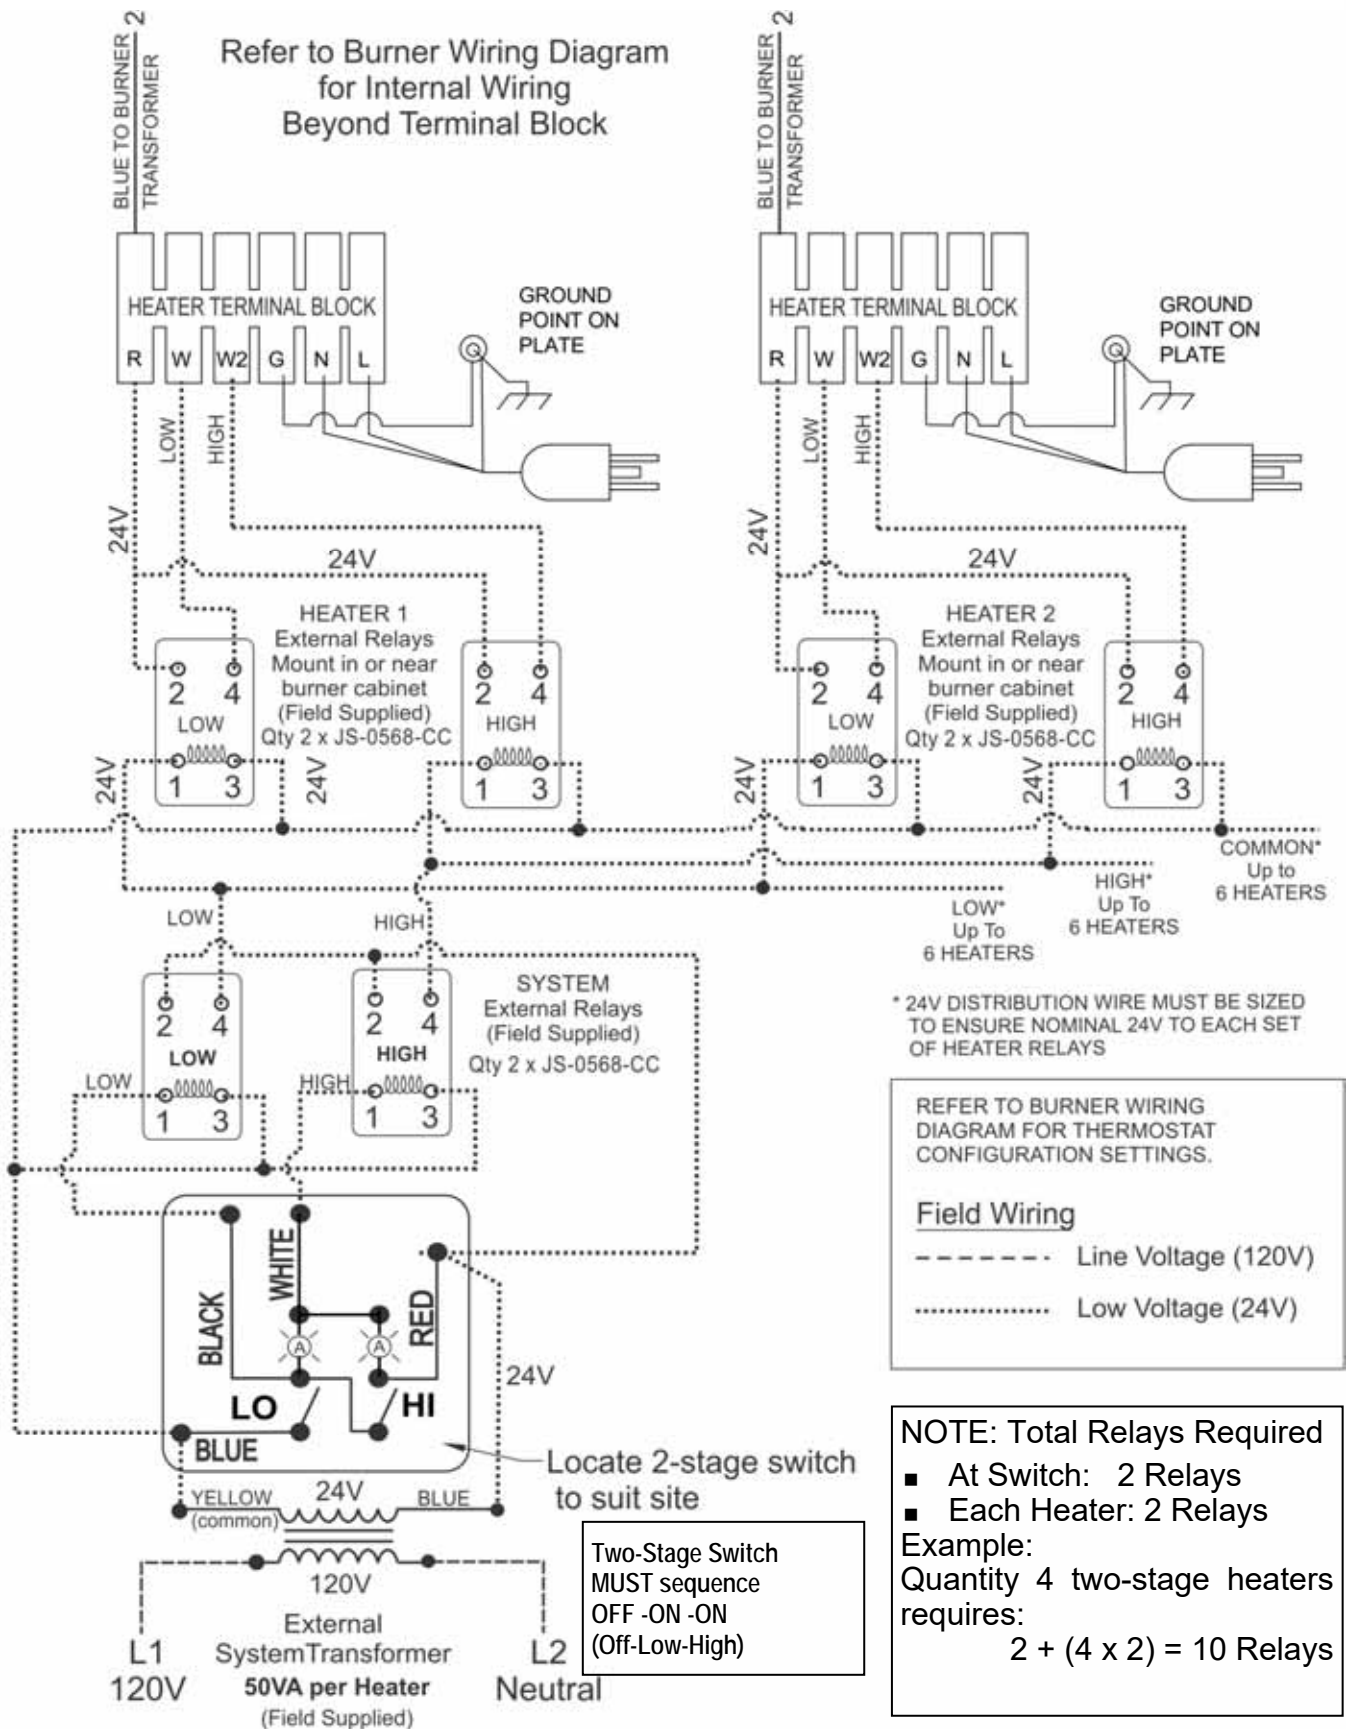 Refer to Burner Wiring Diagram
for Internal Wiring
Beyond Terminal Block
BLUE TO BURNER 2
TRANSFORMER
BLUE TO BURNER 2
TRANSFORMER
HEATER TERMINAL BLOCK
R W W2 G N L
GROUND
POINT ON
PLATE
HEATER TERMINAL BLOCK
R W W2 G N L
GROUND
POINT ON
PLATE
LOW
HIGH
24V
24V
LOW
HIGH
24V
24V
HEATER 1
External Relays
Mount in or near
burner cabinet
(Field Supplied)
Qty 2 x JS-0568-CC
2 4
LOW
1 3
2 4
HIGH
1 3
24V
24V
HEATER 2
External Relays
Mount in or near
burner cabinet
(Field Supplied)
Qty 2 x JS-0568-CC
2 4
LOW
1 3
2 4
HIGH
1 3
24V
24V
COMMON*
Up to
6 HEATERS
HIGH*
Up To
6 HEATERS
LOW*
Up To
6 HEATERS
LOW
HIGH
SYSTEM
External Relays
(Field Supplied)
Qty 2 x JS-0568-CC
2 4
LOW
1 3
2 4
HIGH
1 3
LOW
HIGH
* 24V DISTRIBUTION WIRE MUST BE SIZED
TO ENSURE NOMINAL 24V TO EACH SET
OF HEATER RELAYS
REFER TO BURNER WIRING
DIAGRAM FOR THERMOSTAT
CONFIGURATION SETTINGS.
Field Wiring
Line Voltage (120V)
Low Voltage (24V)
BLACK
WHITE
RED
A A
LO
HI
BLUE
24V
Locate 2-stage switch
to suit site
YELLOW
(common)
24V
BLUE
120V
L1
120V
External
SystemTransformer
50VA per Heater
(Field Supplied)
L2
Neutral
Two-Stage Switch
MUST sequence
OFF -ON -ON
(Off-Low-High)
NOTE: Total Relays Required
■ At Switch: 2 Relays
■ Each Heater: 2 Relays
Example:
Quantity 4 two-stage heaters
requires:
2 + (4 x 2) = 10 Relays